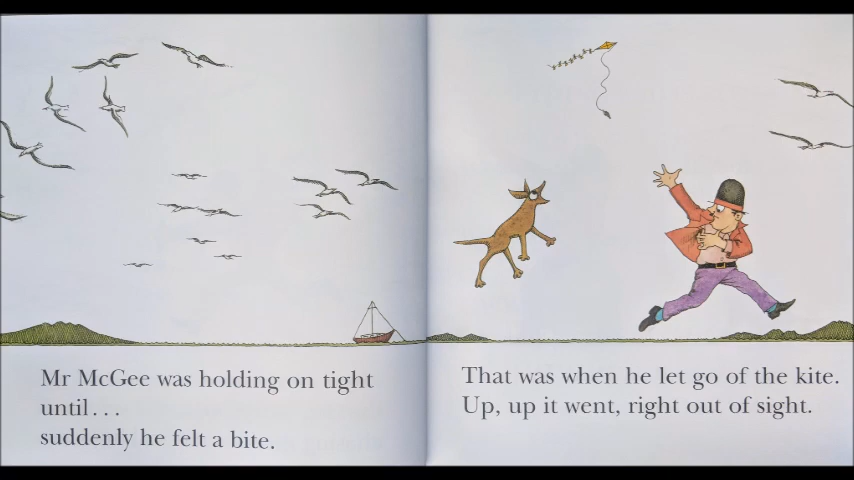 Mr McGee was holding on tight
until...
suddenly he felt a bite.
That was when he let go of the kite.
Up, up it went, right out of sight.